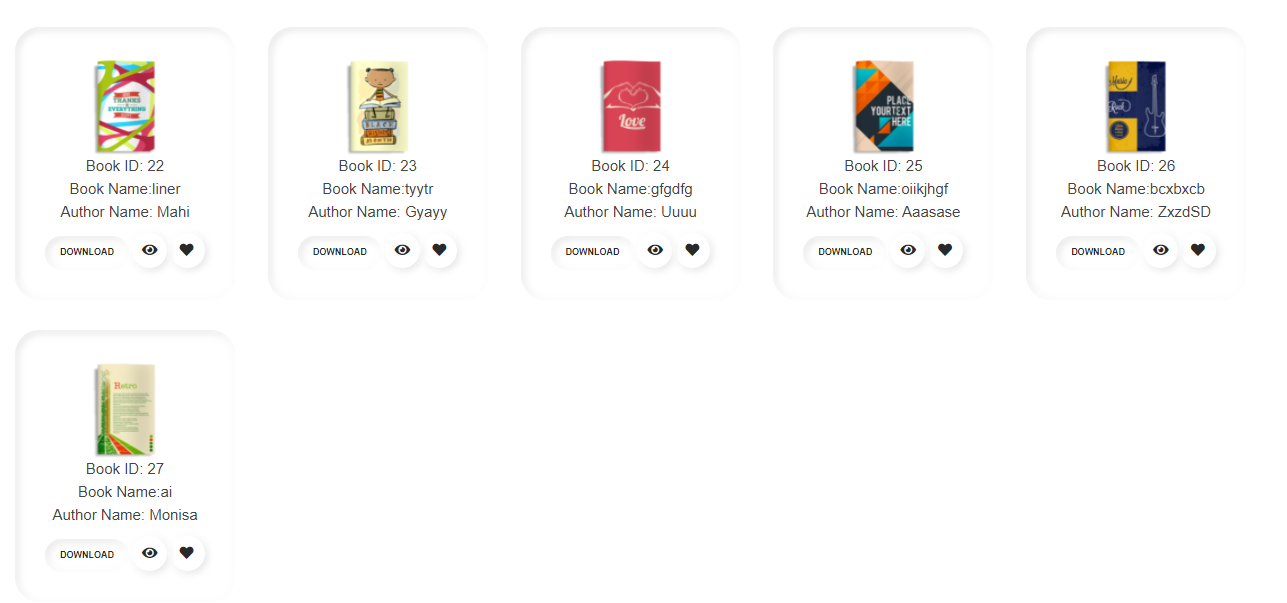 THANKS
EVERYTHING
Book ID: 22
Book Name:liner
Author Name: Mahi
DOWNLOAD
BLACK
MONTH
Book ID: 23
Book Name:tyytr
Author Name: Gyayy
DOWNLOAD
Love
Book ID: 24
Book Name:gfgdfg
Author Name: Uuuu
DOWNLOAD
PLACE
YOURTEXT
HERE
Book ID: 25
Book Name:oiikjhgf
Author Name: Aaasase
DOWNLOAD
Music
Rock
Book ID: 26
Book Name:bcxbxcb
Author Name: ZxzdSD
DOWNLOAD
Retro
Book ID: 27
Book Name:ai
Author Name: Monisa
DOWNLOAD